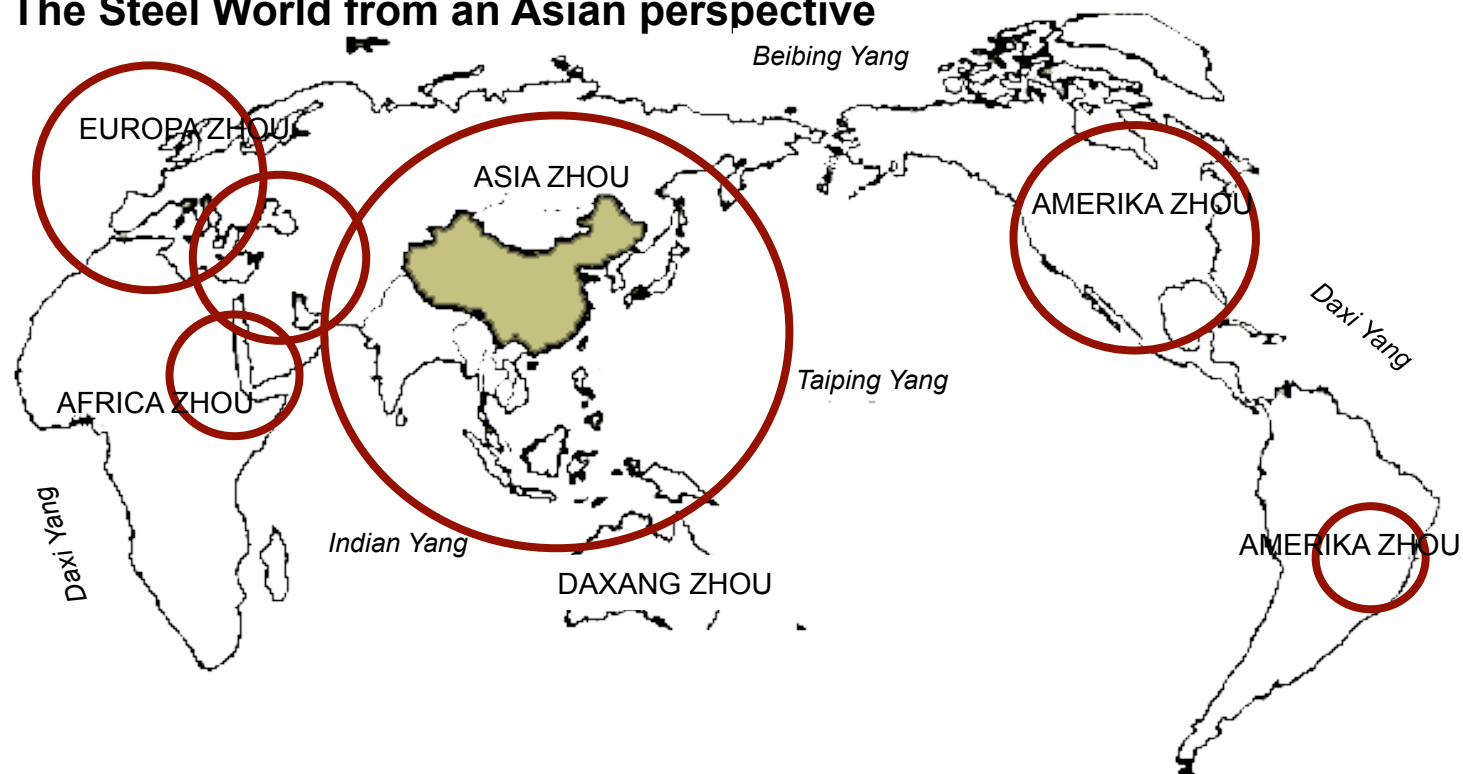 The Steel World from an Asian perspective
Beibing Yang
EUROPA ZHOU
ASIA ZHOU
AMERIKA ZHOU
Daxi Yang
Taiping Yang
AFRICA ZHOU
Daxi Yang
Indian Yang
AMERIKA ZHOU
DAXANG ZHOU